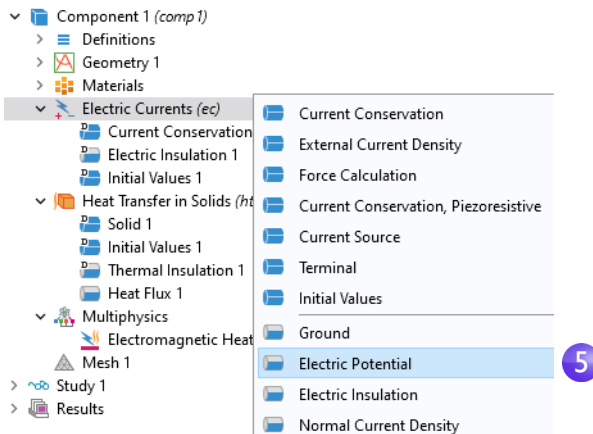 Component 1 (comp1)
Definitions
Geometry 1
Materials
Electric Currents (ec)
Current Conservation
Electric Insulation 1
Initial Values 1
Heat Transfer in Solids (ht
Solid 1
Initial Values 1
Thermal Insulation 1
Heat Flux 1
Multiphysics
Electromagnetic Heat
Mesh 1
Study 1
Results
Current Conservation
External Current Density
Force Calculation
Current Conservation, Piezoresistive
Current Source
Terminal
Initial Values
Ground
Electric Potential
Electric Insulation
Normal Current Density
5